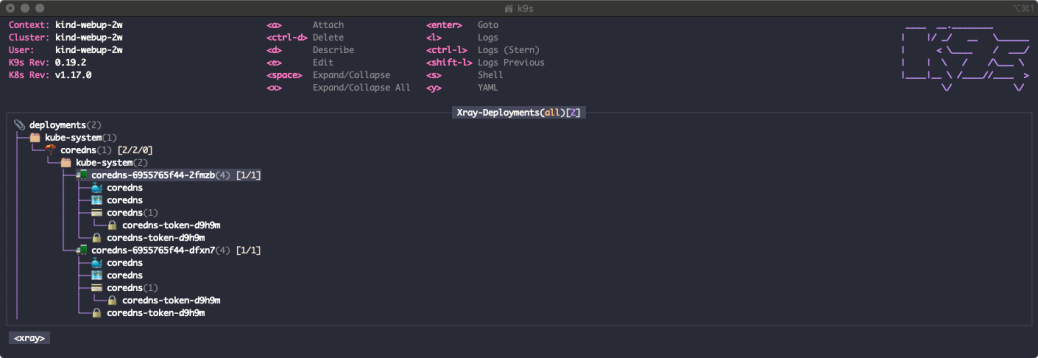 k9s
⌥⌘1
Context: kind-webup-2w <a> Attach <enter> Goto
Cluster: kind-webup-2w <ctrl-d> Delete <l> Logs
User: kind-webup-2w <d> Describe <ctrl-l> Logs (Stern)
K9s Rev: 0.19.2 <e> Edit <shift-l> Logs Previous
K8s Rev: v1.17.0 <space> Expand/Collapse <s> Shell
<x> Expand/Collapse All <y> YAML
Xray-Deployments(all)[2]
deployments(2)
kube-system(1)
coredns(1) [2/2/0]
kube-system(2)
coredns-6955765f44-2fmzb(4) [1/1]
coredns
coredns
coredns(1)
coredns-token-d9h9m
coredns-token-d9h9m
coredns-6955765f44-dfxn7(4) [1/1]
coredns
coredns
coredns(1)
coredns-token-d9h9m
coredns-token-d9h9m
<xray>